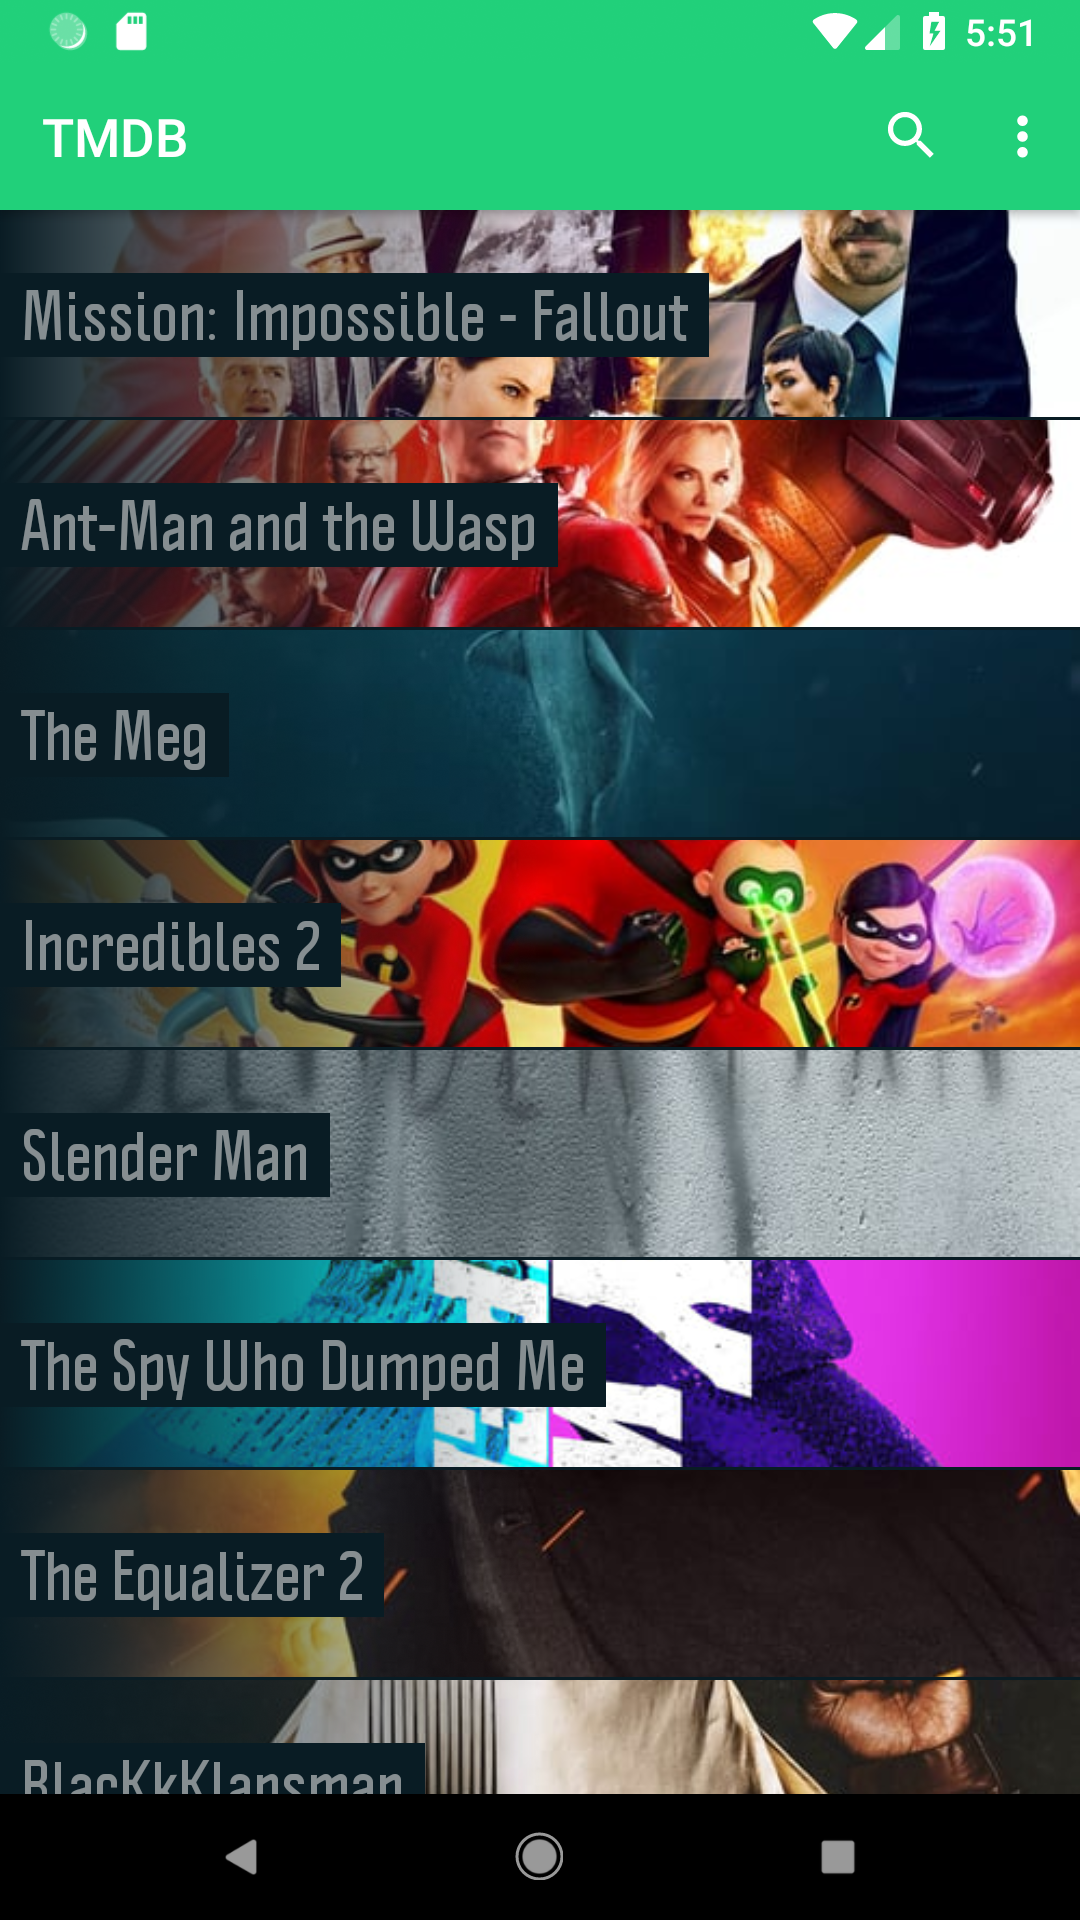 5:51
TMDB
Mission: Impossible - Fallout
Ant-Man and the Wasp
The Meg
Incredibles 2
Slender Man
The Spy Who Dumped Me
The Equalizer 2
BlacKkKlansman